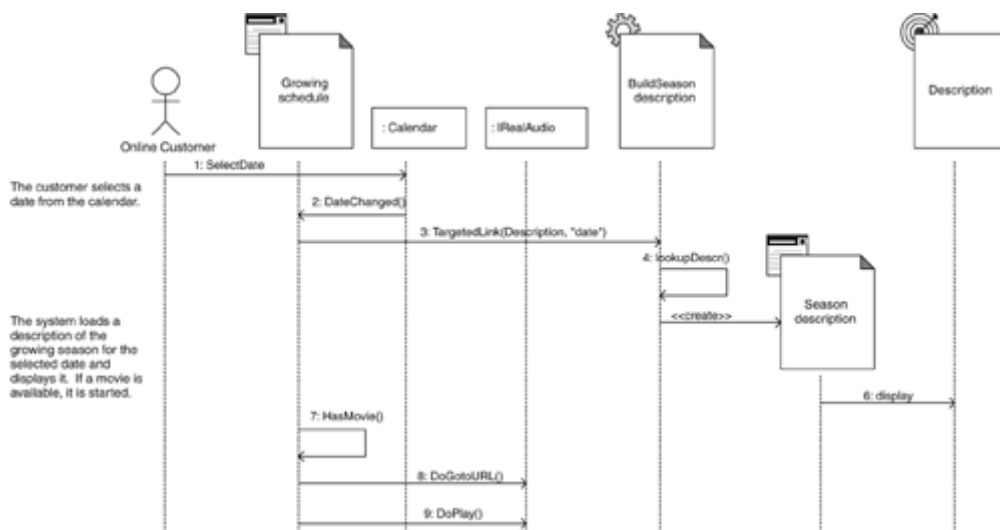 Growing
schedule
BuildSeason
description
Description
: Calendar
: IRealAudio
Online Customer
1: SelectDate
The customer selects a
date from the calendar.
2: DateChanged()
3: TargetedLink(Description, "date")
4: lookupDescn()
<<create>>
Season
description
The system loads a
description of the
growing season for the
selected date and
displays it. If a movie is
available, it is started.
6: display
7: HasMovie()
8: DoGotoURL()
9: DoPlay()